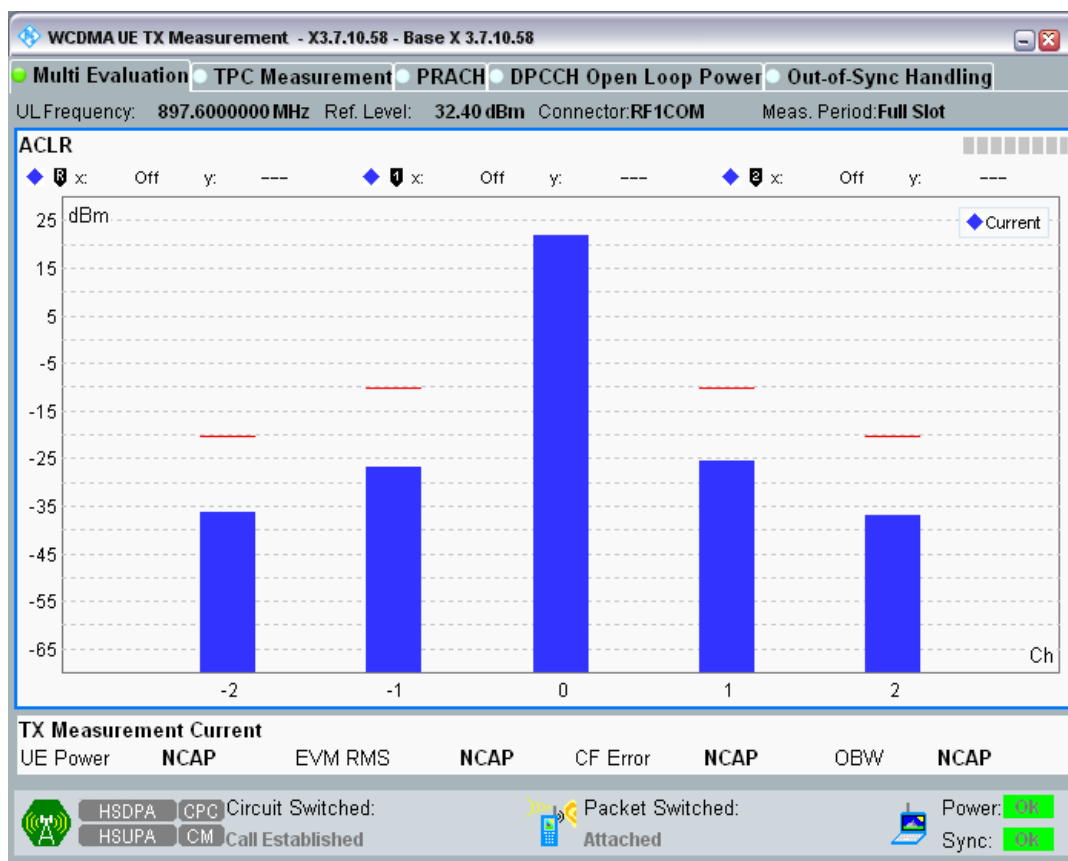 WCDMA UE TX Measurement - X3.7.10.58 - Base X 3.7.10.58
Multi Evaluation TPC Measurement PRACH DPCCH Open Loop Power Out-of-Sync Handling
UL Frequency: 897.6000000 MHz Ref. Level: 32.40 dBm Connector:RF1COM Meas. Period:Full Slot
ACLR
R x: Off y: --- 1 x: Off y: --- 2 x: Off y: ---
dBm
Current
25
15
5
-5
-15
-25
-35
-45
-55
-65
Ch
-2 -1 0 1 2
TX Measurement Current
UE Power NCAP EVM RMS NCAP CF Error NCAP OBW NCAP
HSDPA CPC Circuit Switched: Packet Switched: Power: Ok
HSUPA CM Call Established Attached Sync: Ok